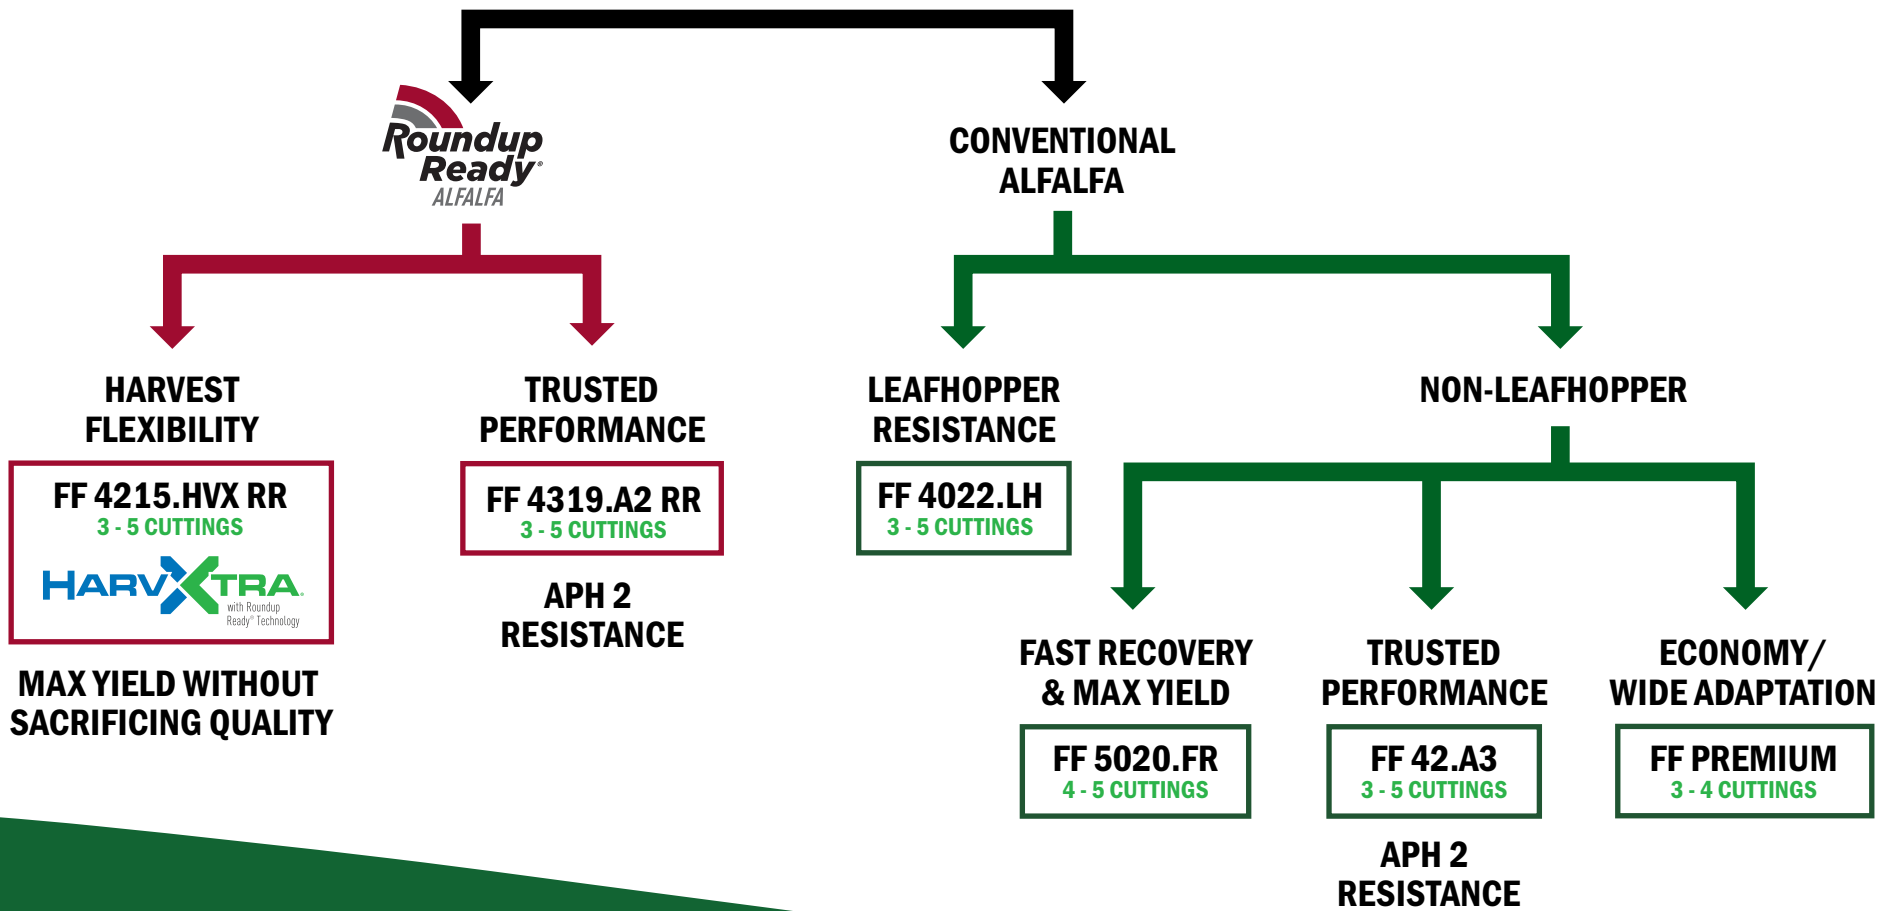 Roundup
Ready®
ALFALFA
CONVENTIONAL
ALFALFA
HARVEST
FLEXIBILITY
FF 4215.HVX RR
3 - 5 CUTTINGS
HARVXTRA®
with Roundup
Ready® Technology
MAX YIELD WITHOUT
SACRIFICING QUALITY
TRUSTED
PERFORMANCE
FF 4319.A2 RR
3 - 5 CUTTINGS
APH 2
RESISTANCE
LEAFHOPPER
RESISTANCE
FF 4022.LH
3 - 5 CUTTINGS
NON-LEAFHOPPER
FAST RECOVERY
& MAX YIELD
FF 5020.FR
4 - 5 CUTTINGS
TRUSTED
PERFORMANCE
FF 42.A3
3 - 5 CUTTINGS
APH 2
RESISTANCE
ECONOMY/
WIDE ADAPTATION
FF PREMIUM
3 - 4 CUTTINGS